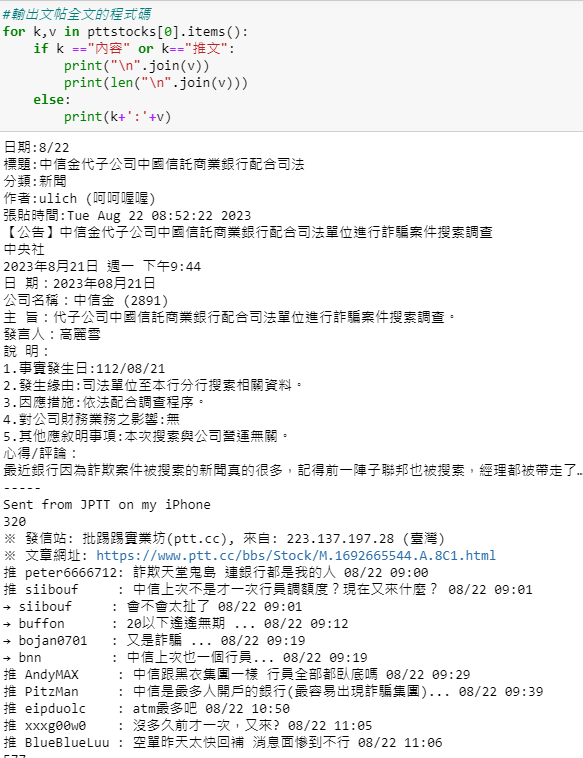 #輸出文帖全文的程式碼
for k,v in pttstocks[0].items():
    if k =="內容" or k=="推文":
        print("\n".join(v))
        print(len("\n".join(v)))
    else:
        print(k+':'+v)
日期:8/22
標題:中信金代子公司中國信託商業銀行配合司法
分類:新聞
作者:ulich (呵呵喔喔)
張貼時間:Tue Aug 22 08:52:22 2023
【公告】中信金代子公司中國信託商業銀行配合司法單位進行詐騙案件搜索調查
中央社
2023年8月21日 週一 下午9:44
日 期：2023年08月21日
公司名稱：中信金 (2891)
主 旨：代子公司中國信託商業銀行配合司法單位進行詐騙案件搜索調查。
發言人：高麗雪
說 明：
1.事實發生日:112/08/21
2.發生緣由:司法單位至本行分行搜索相關資料。
3.因應措施:依法配合調查程序。
4.對公司財務業務之影響:無
5.其他應敘明事項:本次搜索與公司營運無關。
心得/評論：
最近銀行因為詐欺案件被搜索的新聞真的很多，記得前一陣子聯邦也被搜索，經理都被帶走了…
-----
Sent from JPTT on my iPhone
320
※ 發信站: 批踢踢實業坊(ptt.cc), 來自: 223.137.197.28 (臺灣)
※ 文章網址: https://www.ptt.cc/bbs/Stock/M.1692665544.A.8C1.html
推 peter6666712: 詐欺天堂鬼島 連銀行都是我的人 08/22 09:00
推 siibouf     : 中信上次不是才一次行員調額度？現在又來什麼？ 08/22 09:01
→ siibouf     : 會不會太扯了 08/22 09:01
→ buffon      : 20以下遙遙無期 ... 08/22 09:12
→ bojan0701   : 又是詐騙 ... 08/22 09:19
→ bnn         : 中信上次也一個行員... 08/22 09:19
推 AndyMAX     : 中信跟黑衣集團一樣 行員全部都臥底嗎 08/22 09:29
推 PitzMan     : 中信是最多人開戶的銀行(最容易出現詐騙集團)... 08/22 09:39
推 eipduolc    : atm最多吧 08/22 10:50
推 xxxg00w0    : 沒多久前才一次，又來? 08/22 11:05
推 BlueBlueLuu : 空單昨天太快回補 消息面慘到不行 08/22 11:06